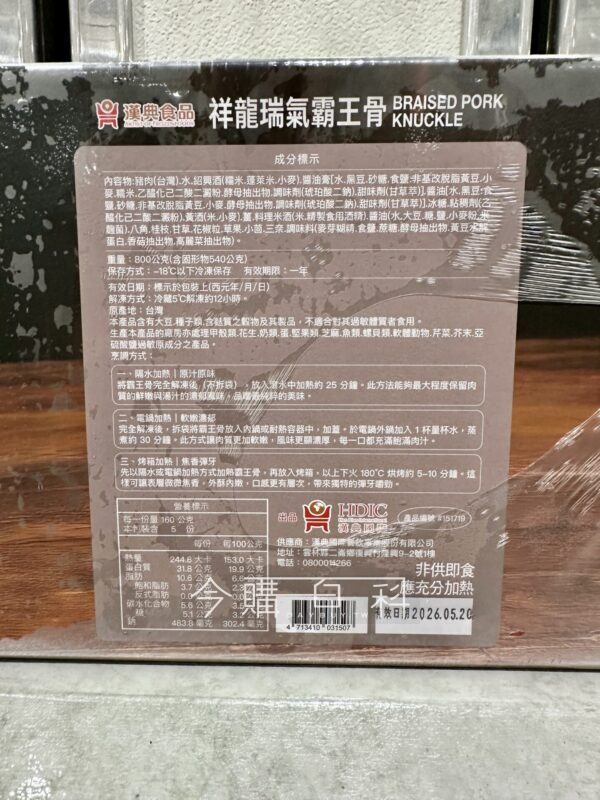 漢典食品 祥龍瑞氣霸王骨 BRAISED PORK KNUCKLE
成分標示
內容物:豬肉(台灣).水.紹興酒(糯米.蓬萊米.小麥).醬油膏[水.黑豆.砂糖.食鹽.非基改脫脂黃豆.小
麥.糯米.乙醯化己二酸二澱粉.酵母抽出物.調味劑(琥珀酸二鈉).甜味劑(甘草萃)].醬油[水.黑豆.食
鹽.砂糖.非基改脫脂黃豆.小麥.酵母抽出物.調味劑(琥珀酸二鈉).甜味劑(甘草萃)].冰糖.粘稠劑(乙
醯化己二酸二澱粉).黃酒(米.小麥).薑.料理米酒(米.精製食用酒精).醬油(水.大豆.糖.鹽.小麥粉.米
麴菌).八角.桂枝.甘草.花椒粒.草果.小茴.三奈.調味料(麥芽糊精.食鹽.蔗糖.酵母抽出物.黃豆水解
蛋白.香菇油抽出物.高麗菜抽出物)。
重量：800公克(含固形物540公克)
保存方式：-18℃以下冷凍保存 有效期限：一年
有效日期：標示於包裝上(西元年/月/日)
解凍方式：冷藏5℃解凍約12小時。
原產地：台灣
本產品含有大豆.種子類.含麩質之穀物及其製品，不適合對其過敏體質者食用。
生產本產品的廠房亦處理甲殼類.花生.奶類.蛋.堅果類.芝麻.魚類.螺貝類.軟體動物.芹菜.芥末.亞
硫酸鹽過敏原成分之產品。
烹調方式：
一、隔水加熱｜原汁原味
將霸王骨完全解凍後（不拆袋），放入滾水中加熱約 25 分鐘。此方法能夠最大程度保留肉
質的鮮嫩與湯汁的濃郁風味，品嚐最純粹的美味。
二、電鍋加熱｜軟嫩濃郁
完全解凍後，拆袋將霸王骨放入內鍋或耐熱容器中，加蓋。於電鍋外鍋加入 1 杯量杯水，蒸
煮約 30 分鐘。此方式讓肉質更加軟嫩，風味更顯濃厚，每一口都充滿飽滿肉汁。
三、烤箱加熱｜焦香彈牙
先以隔水或電鍋加熱方式加熱霸王骨，再放入烤箱，以上下火 180℃ 烘烤約 5-10 分鐘。這
樣可讓表層微微焦香，外酥內嫩，口感更有層次，帶來獨特的彈牙嚼勁。
營養標示
每一份量 160 公克
本包裝含 5 份
每份 每100公克
熱量 244.8 大卡 153.0 大卡
蛋白質 31.8 公克 19.9 公克
脂肪 10.6 公克 6.6 公克
飽和脂肪 3.7 公克
反式脂肪
碳水化合物 5.6 公克
糖 5.1 公克
鈉 483.8 毫克 302.4 毫克
出品 HDIC 漢典國際 產品編號 #151719
供應商：漢典國際餐飲事業股份有限公司
地址：雲林縣二崙鄉復興村隆興9-2號1樓
電話：0800014266
非供即食
應充分加熱
4 713410 031507
有效日期 2026.05.20
今購百科